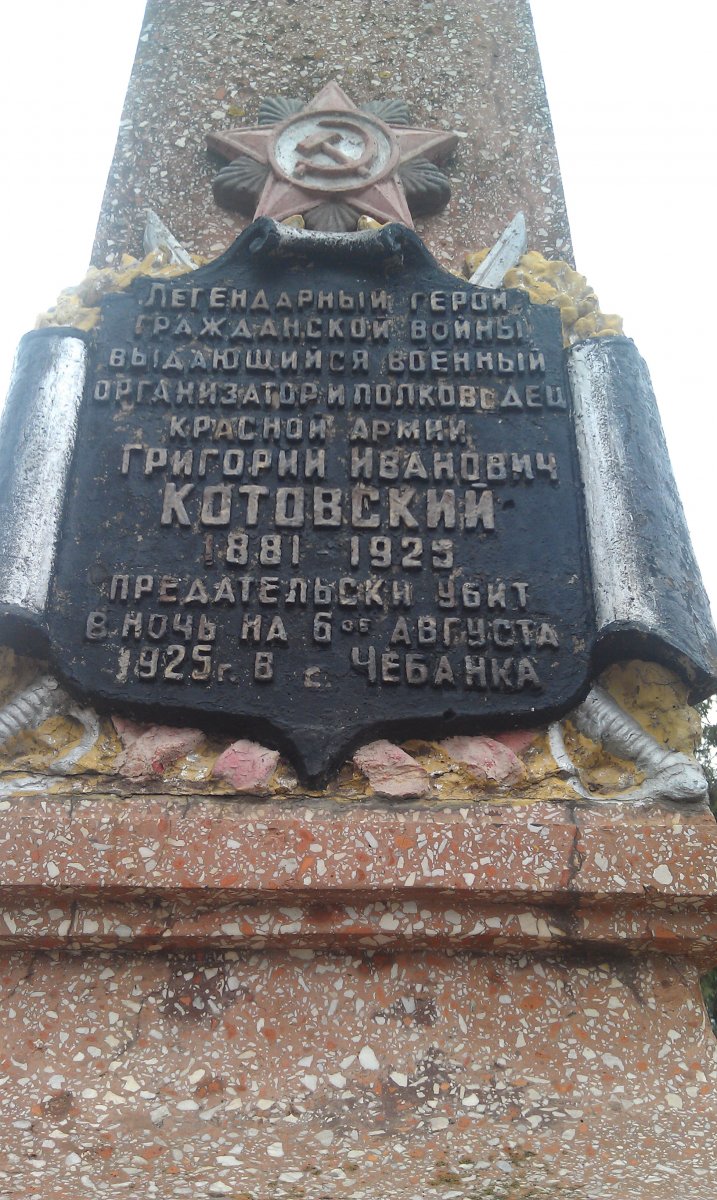 ЛЕГЕНДАРНЫЙ ГЕРОЙ
ГРАЖДАНСКОЙ ВОЙНЫ
ВЫДАЮЩИЙСЯ ВОЕННЫЙ
ОРГАНИЗАТОР И ПОЛКОВОДЕЦ
КРАСНОЙ АРМИИ
ГРИГОРИЙ ИВАНОВИЧ
КОТОВСКИЙ
1881 - 1925
ПРЕДАТЕЛЬСКИ УБИТ
В НОЧЬ НА 6ОЕ АВГУСТА
1925 г. В с. ЧЕБАНКА